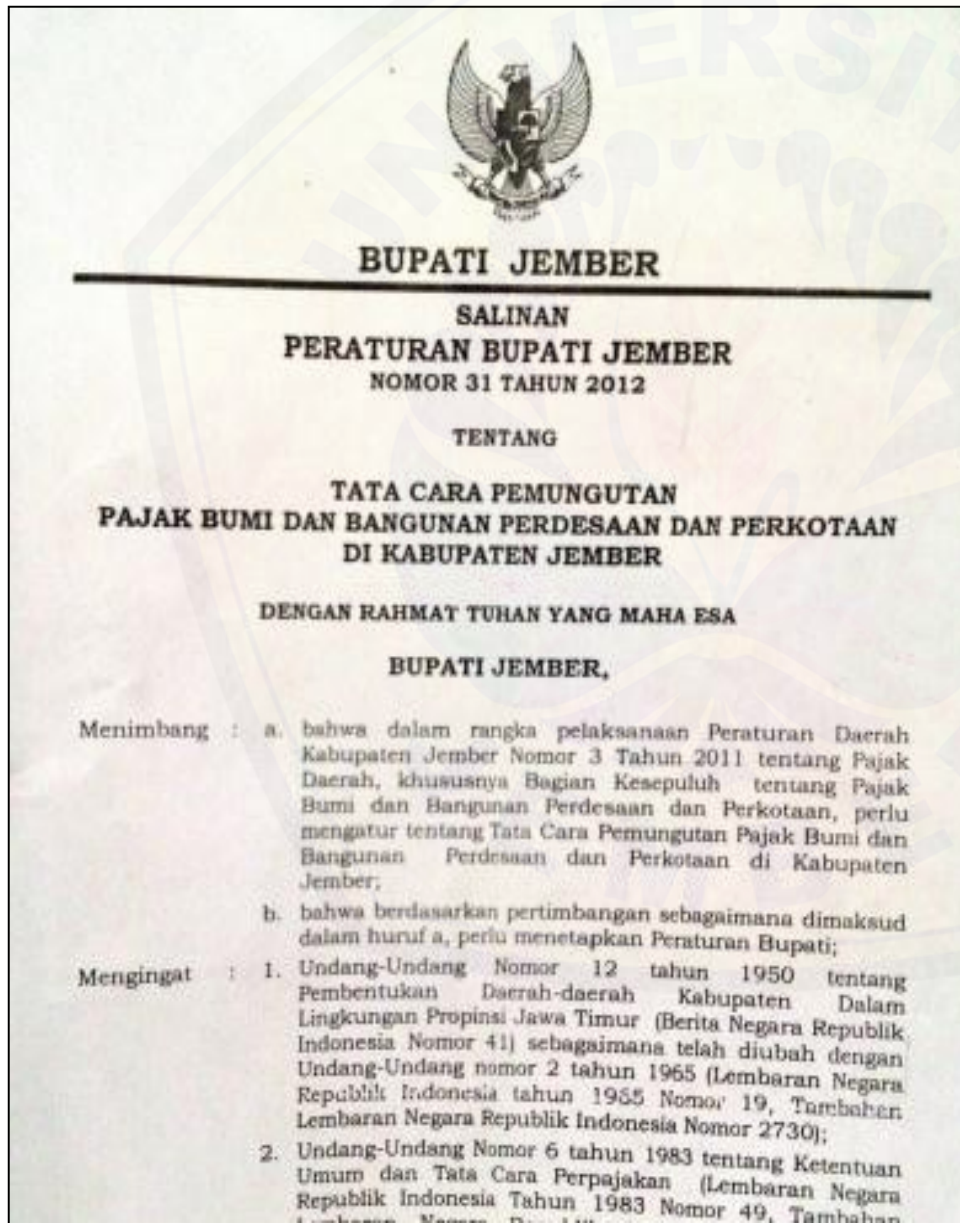 BUPATI JEMBER
SALINAN
PERATURAN BUPATI JEMBER
NOMOR 31 TAHUN 2012
TENTANG
TATA CARA PEMUNGUTAN
PAJAK BUMI DAN BANGUNAN PERDESAAN DAN PERKOTAAN
DI KABUPATEN JEMBER
DENGAN RAHMAT TUHAN YANG MAHA ESA
BUPATI JEMBER,
Menimbang : a. bahwa dalam rangka pelaksanaan Peraturan Daerah
Kabupaten Jember Nomor 3 Tahun 2011 tentang Pajak
Daerah, khususnya Bagian Kesepuluh tentang Pajak
Bumi dan Bangunan Perdesaan dan Perkotaan, perlu
mengatur tentang Tata Cara Pemungutan Pajak Bumi dan
Bangunan Perdesaan dan Perkotaan di Kabupaten
Jember;
b. bahwa berdasarkan pertimbangan sebagaimana dimaksud
dalam huruf a, perlu menetapkan Peraturan Bupati;
Mengingat : 1. Undang-Undang Nomor 12 tahun 1950 tentang
Pembentukan Daerah-daerah Kabupaten Dalam
Lingkungan Propinsi Jawa Timur (Berita Negara Republik
Indonesia Nomor 41) sebagaimana telah diubah dengan
Undang-Undang nomor 2 tahun 1965 (Lembaran Negara
Republik Indonesia tahun 1965 Nomor 19, Tambahan
Lembaran Negara Republik Indonesia Nomor 2730);
2. Undang-Undang Nomor 6 tahun 1983 tentang Ketentuan
Umum dan Tata Cara Perpajakan (Lembaran Negara
Republik Indonesia Tahun 1983 Nomor 49, Tambahan